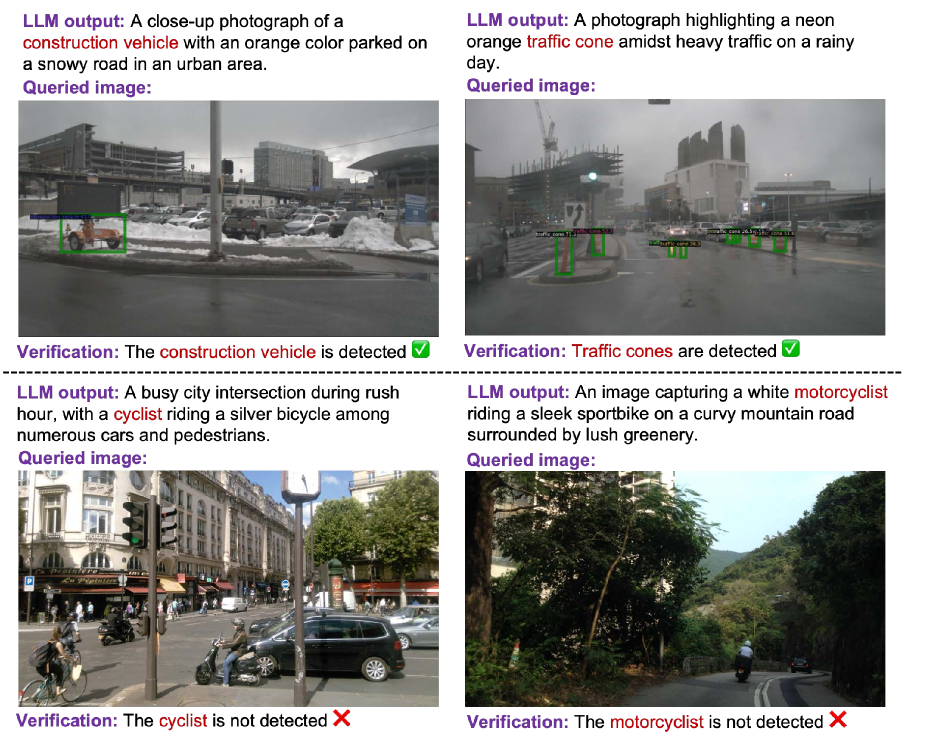 LLM output: A close-up photograph of a
construction vehicle with an orange color parked on
a snowy road in an urban area.
Queried image:
Verification: The construction vehicle is detected ✅
LLM output: A photograph highlighting a neon
orange traffic cone amidst heavy traffic on a rainy
day.
Queried image:
traffic_cone
traffic_cone
Verification: Traffic cones are detected ✅
LLM output: A busy city intersection during rush
hour, with a cyclist riding a silver bicycle among
numerous cars and pedestrians.
Queried image:
P
La Pépinière
Verification: The cyclist is not detected ❌
LLM output: An image capturing a white motorcyclist
riding a sleek sportbike on a curvy mountain road
surrounded by lush greenery.
Queried image:
Verification: The motorcyclist is not detected ❌